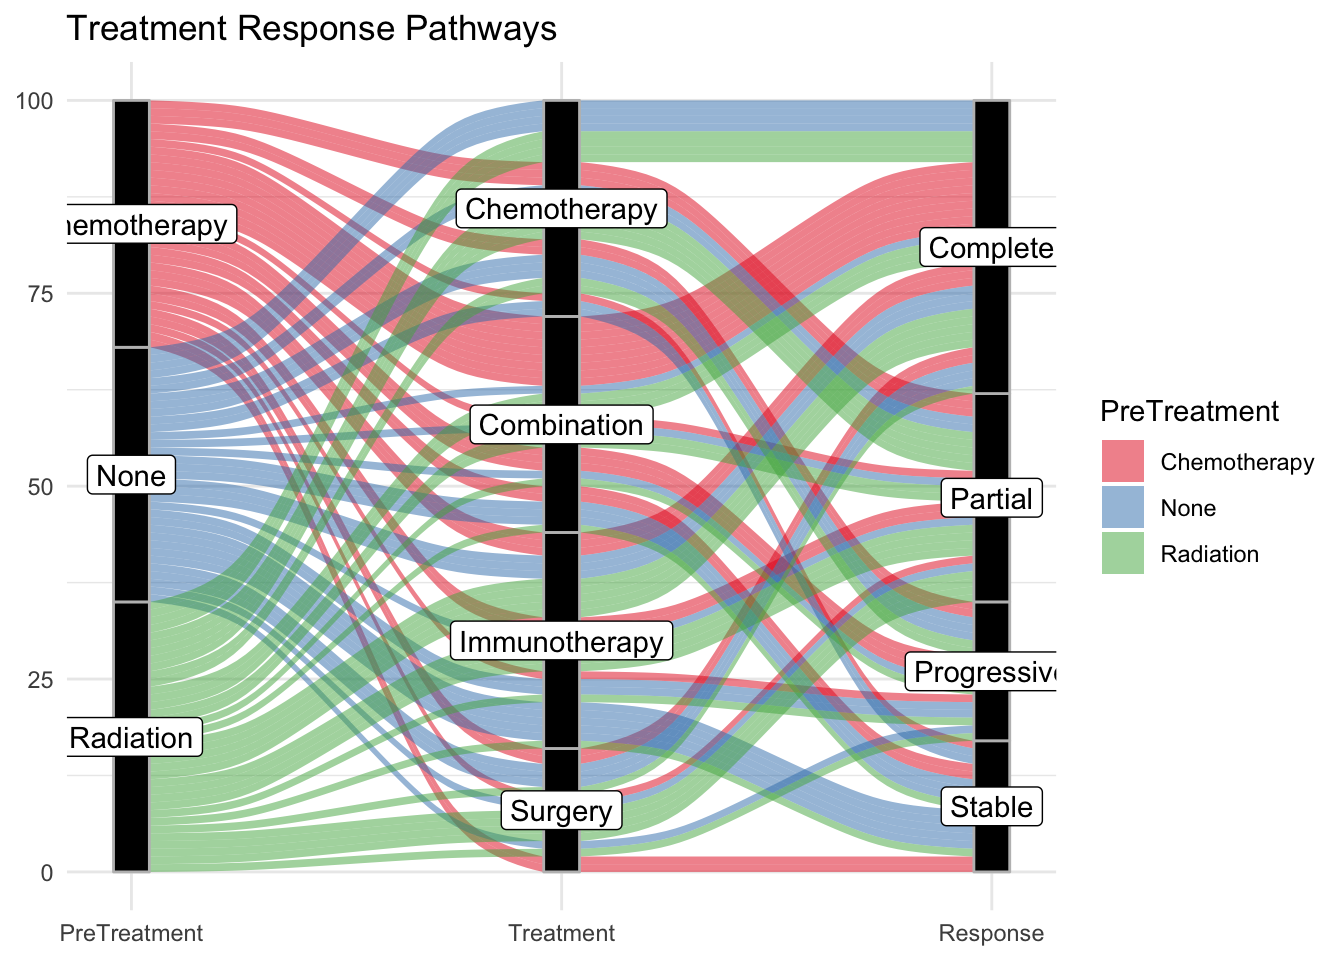 Treatment Response Pathways
100
75
50
25
0
hemotherapy
None
Radiation
Chemotherapy
Combination
Immunotherapy
Surgery
Complete
Partial
Progressive
Stable
PreTreatment
Treatment
Response
PreTreatment
Chemotherapy
None
Radiation